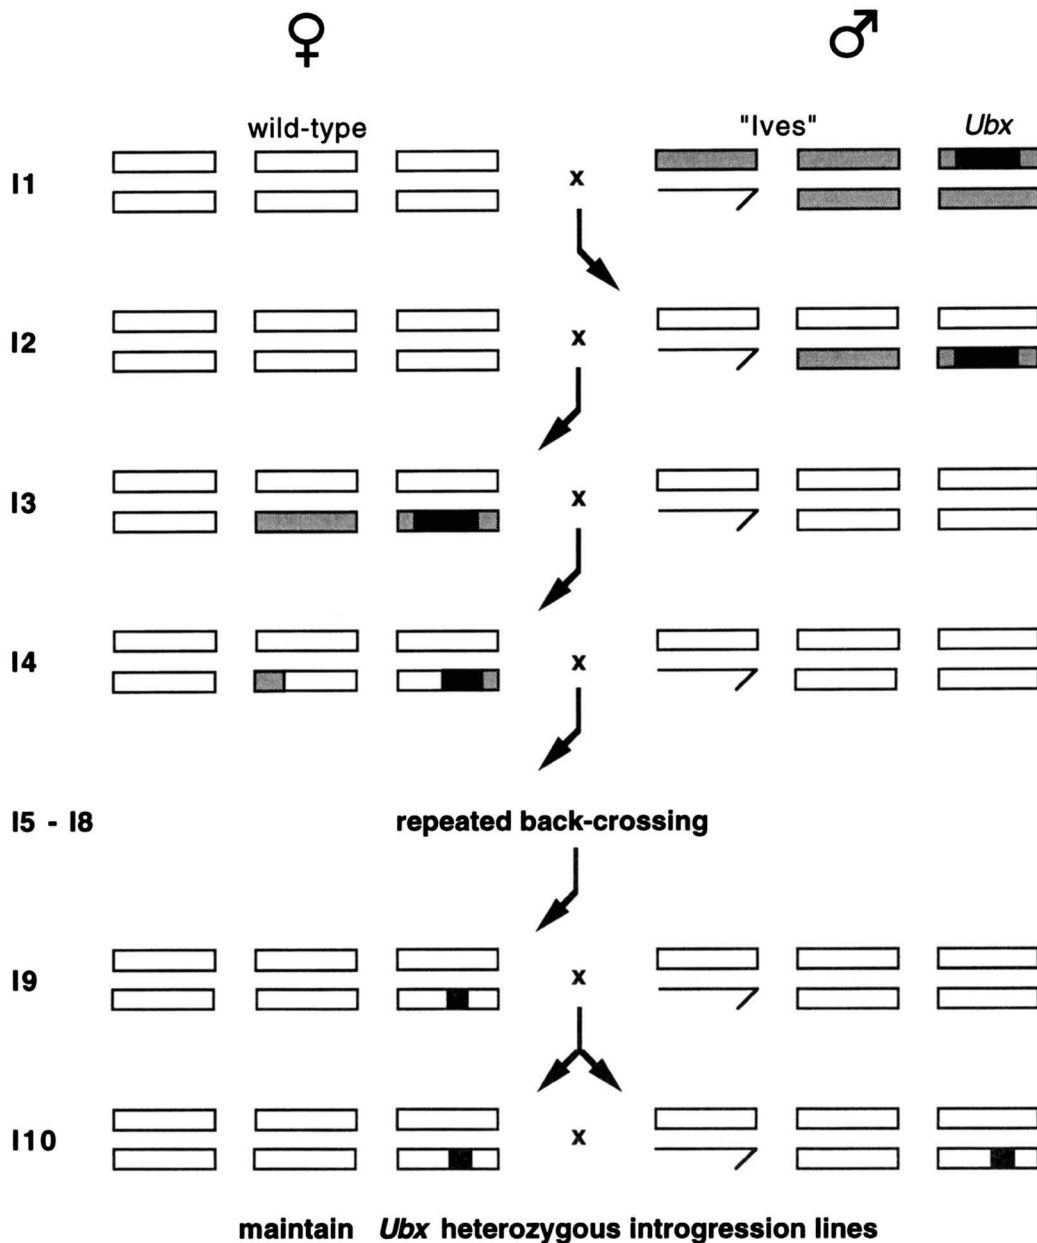 ♀ ♂
wild-type "Ives" Ubx
I1 x
I2 x
I3 x
I4 x
I5 - I8 repeated back-crossing
I9 x
I10 x
maintain Ubx heterozygous introgression lines